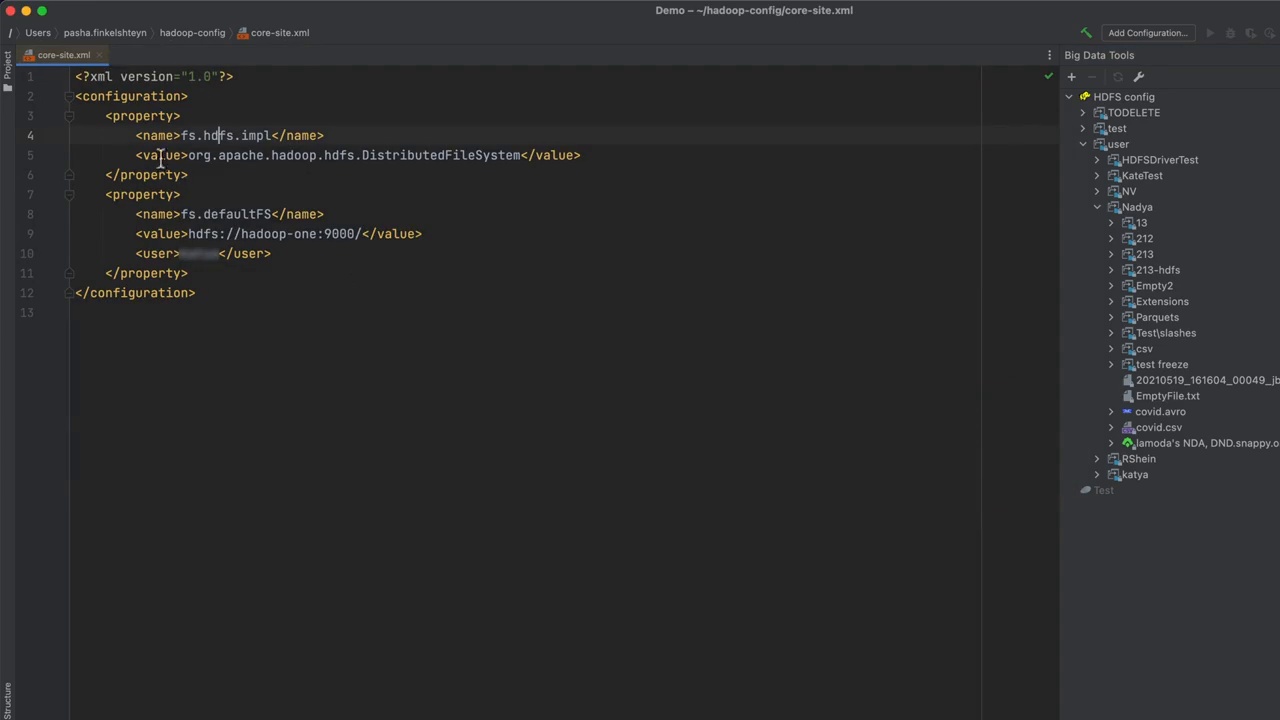 Demo – ~/hadoop-config/core-site.xml
/ Users pasha.finkelshteyn hadoop-config core-site.xml
Add Configuration...
Project
core-site.xml
1 <?xml version="1.0"?>
2 <configuration>
3 <property>
4 <name>fs.hdfs.impl</name>
5 <value>org.apache.hadoop.hdfs.DistributedFileSystem</value>
6 </property>
7 <property>
8 <name>fs.defaultFS</name>
9 <value>hdfs://hadoop-one:9000/</value>
10 <user></user>
11 </property>
12 </configuration>
13
Structure
Big Data Tools
HDFS config
TODELETE
test
user
HDFSDriverTest
KateTest
NV
Nadya
13
212
213
213-hdfs
Empty2
Extensions
Parquets
Test\slashes
csv
test freeze
20210519_161604_00049_jb
EmptyFile.txt
covid.avro
covid.csv
lamoda's NDA, DND.snappy.o
RShein
katya
Test